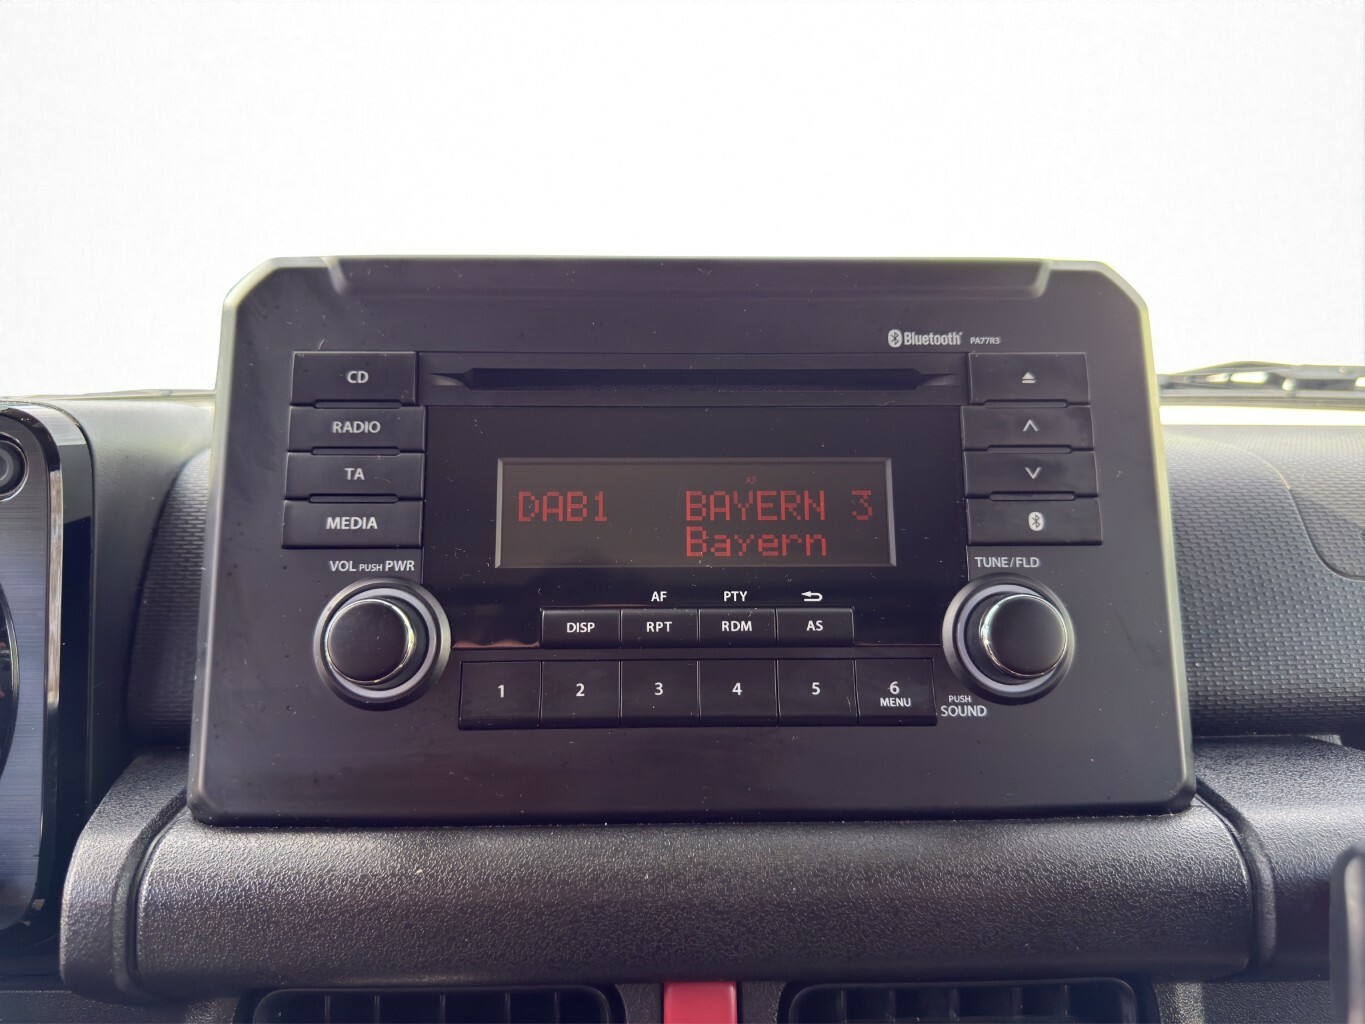 Bluetooth PA77R3
CD
RADIO
TA
MEDIA
AF
DAB1 BAYERN 3
Bayern
VOL PUSH PWR
TUNE/FLD
AF PTY
DISP RPT RDM AS
1 2 3 4 5 6
MENU
PUSH
SOUND